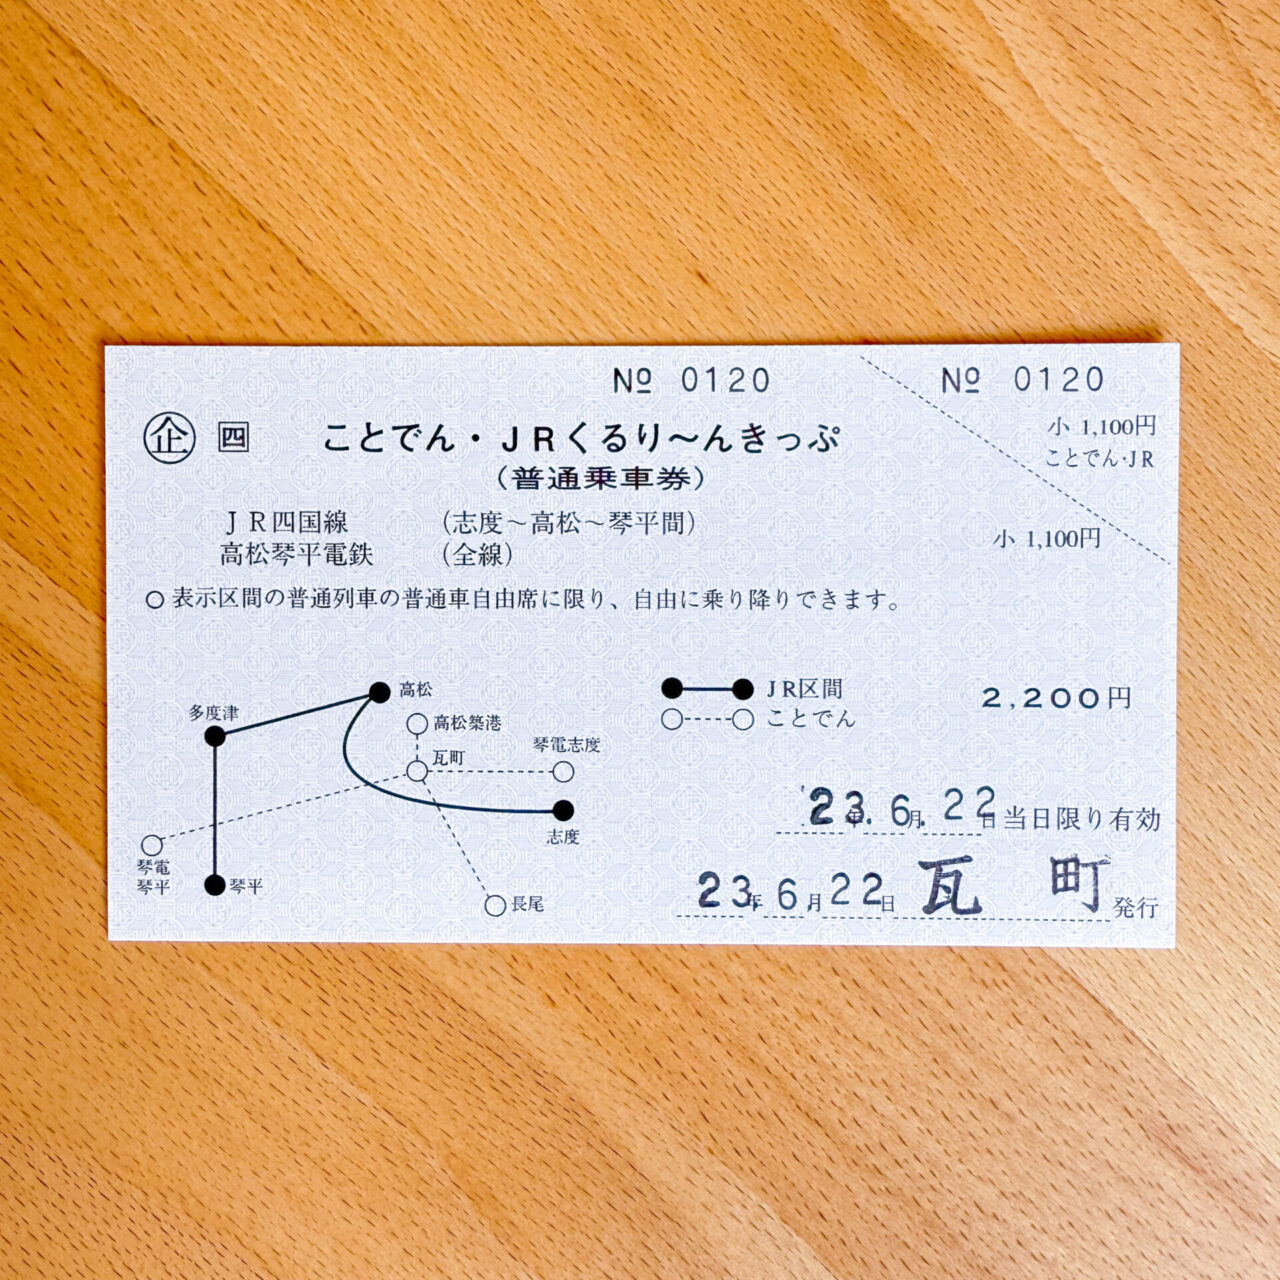 № 0120
№ 0120
企 四 ことでん・JRくるり〜んきっぷ
(普通乗車券)
小 1,100円
ことでん・JR
小 1,100円
JR四国線 (志度〜高松〜琴平間)
高松琴平電鉄 (全線)
○ 表示区間の普通列車の普通車自由席に限り、自由に乗り降りできます。
高松
多度津
高松築港
瓦町
琴電志度
志度
琴電
琴平
琴平
長尾
JR区間
ことでん
2,200円
'23年.6月.22日当日限り有効
23年.6月22日 瓦町 発行